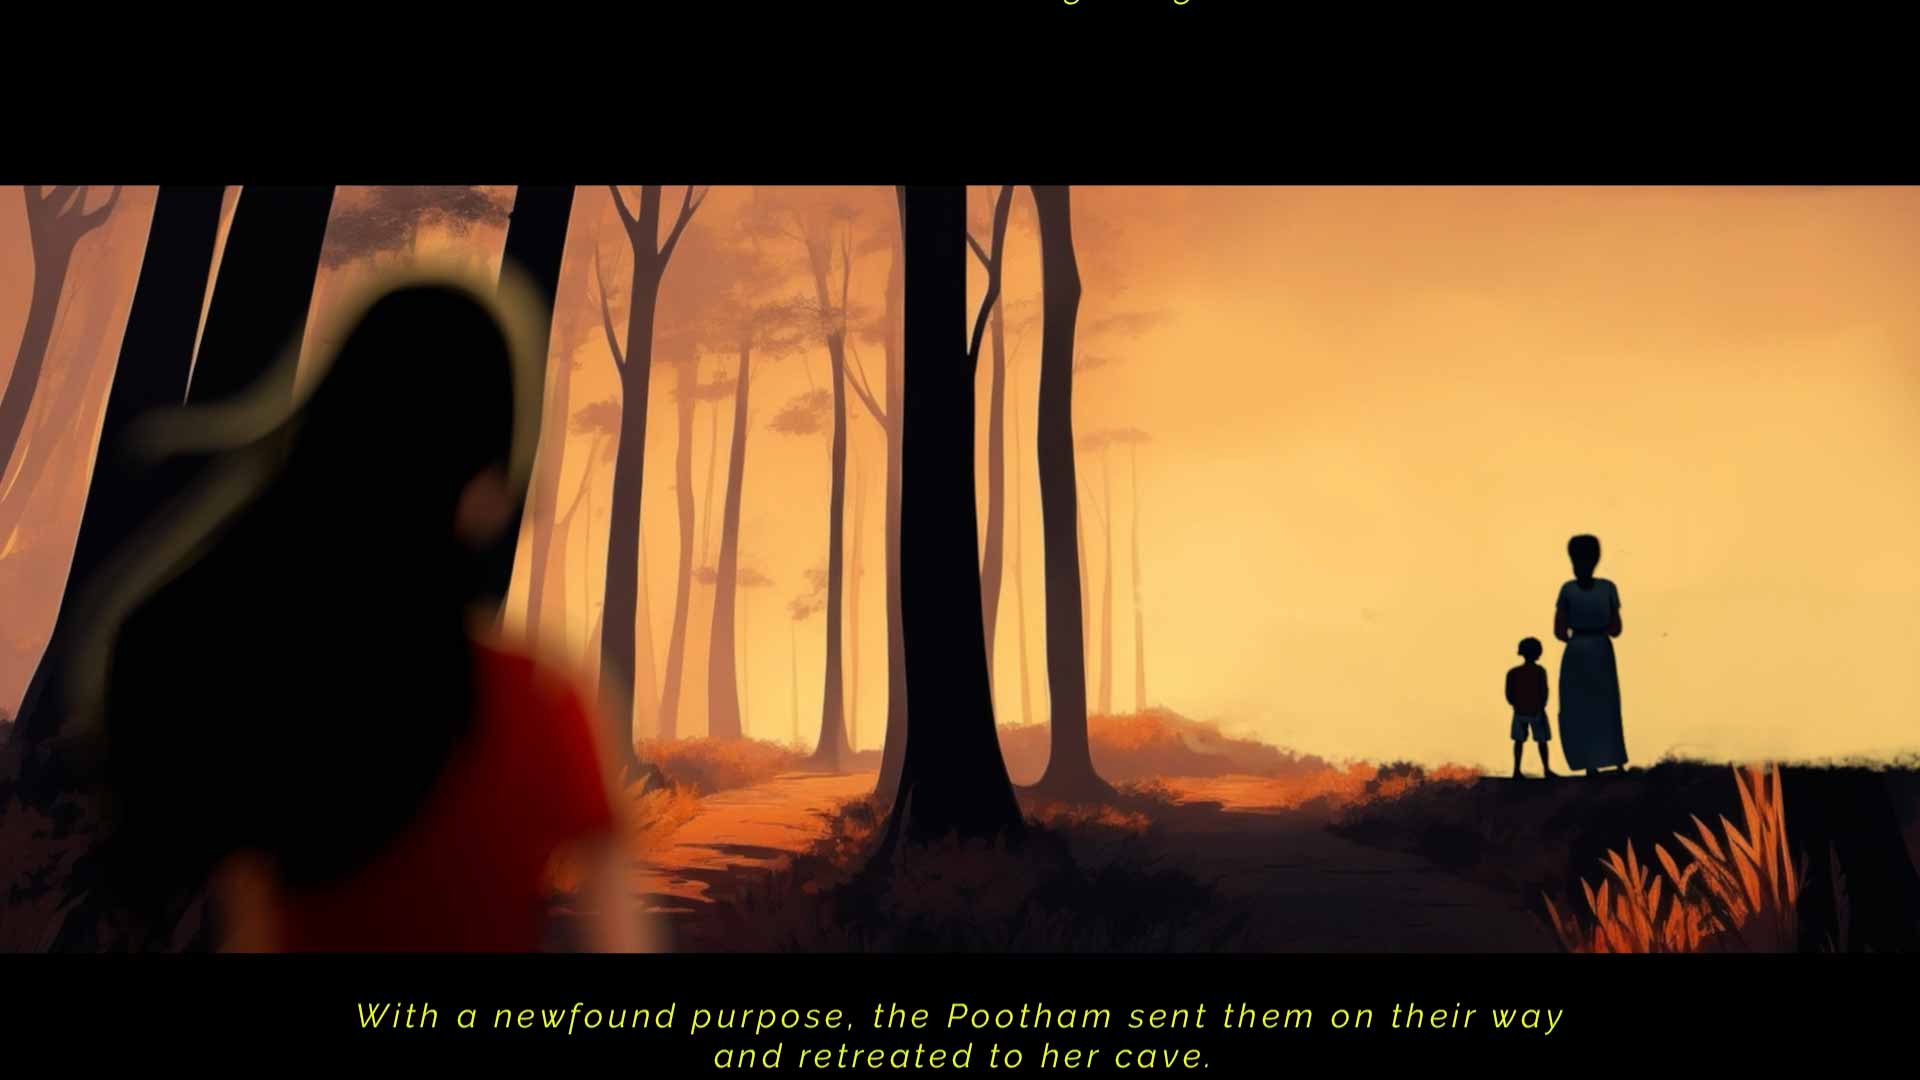 With a newfound purpose, the Pootham sent them on their way
and retreated to her cave.